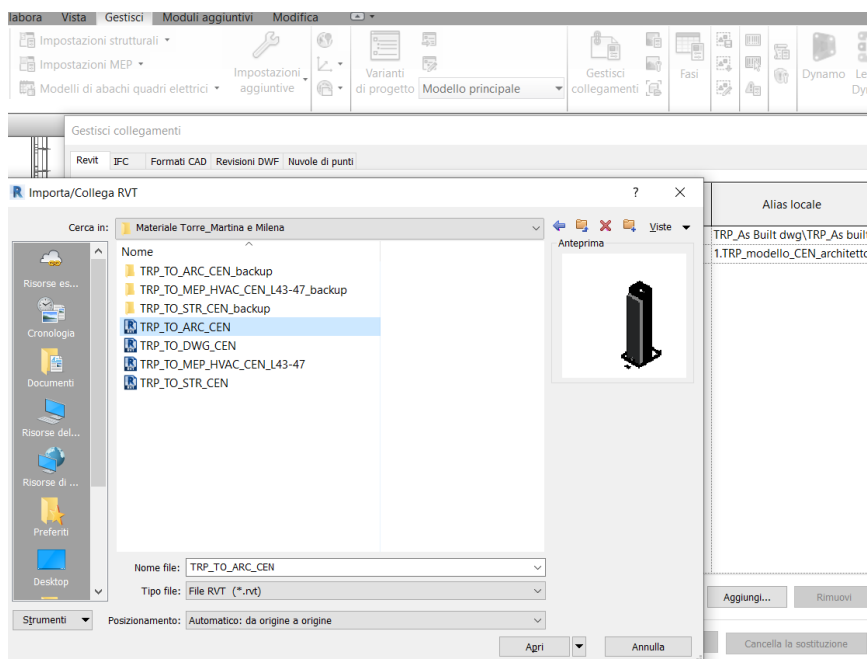 labora Vista Gestisci Moduli aggiuntivi Modifica
Impostazioni strutturali
Impostazioni MEP
Modelli di abachi quadri elettrici
Impostazioni
aggiuntive
Varianti
di progetto
Modello principale
Gestisci
collegamenti
Fasi
Dynamo
Gestisci collegamenti
Revit IFC Formati CAD Revisioni DWF Nuvole di punti
Importa/Collega RVT
? X
Alias locale
TRP_As Built dwg\TRP_As built
1.TRP_modello_CEN_architetto
Cerca in: Materiale Torre_Martina e Milena
Viste
Anteprima
Nome
TRP_TO_ARC_CEN_backup
TRP_TO_MEP_HVAC_CEN_L43-47_backup
TRP_TO_STR_CEN_backup
TRP_TO_ARC_CEN
TRP_TO_DWG_CEN
TRP_TO_MEP_HVAC_CEN_L43-47
TRP_TO_STR_CEN
Risorse es...
Cronologia
Documenti
Risorse del...
Risorse di ...
Preferiti
Desktop
Nome file: TRP_TO_ARC_CEN
Tipo file: File RVT (*.rvt)
Strumenti
Posizionamento: Automatico: da origine a origine
Apri Annulla
Aggiungi... Rimuovi
Cancella la sostituzione